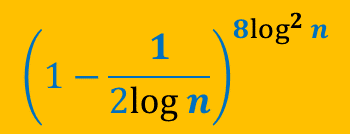 (1 − 1/(2log n))^(8log² n)